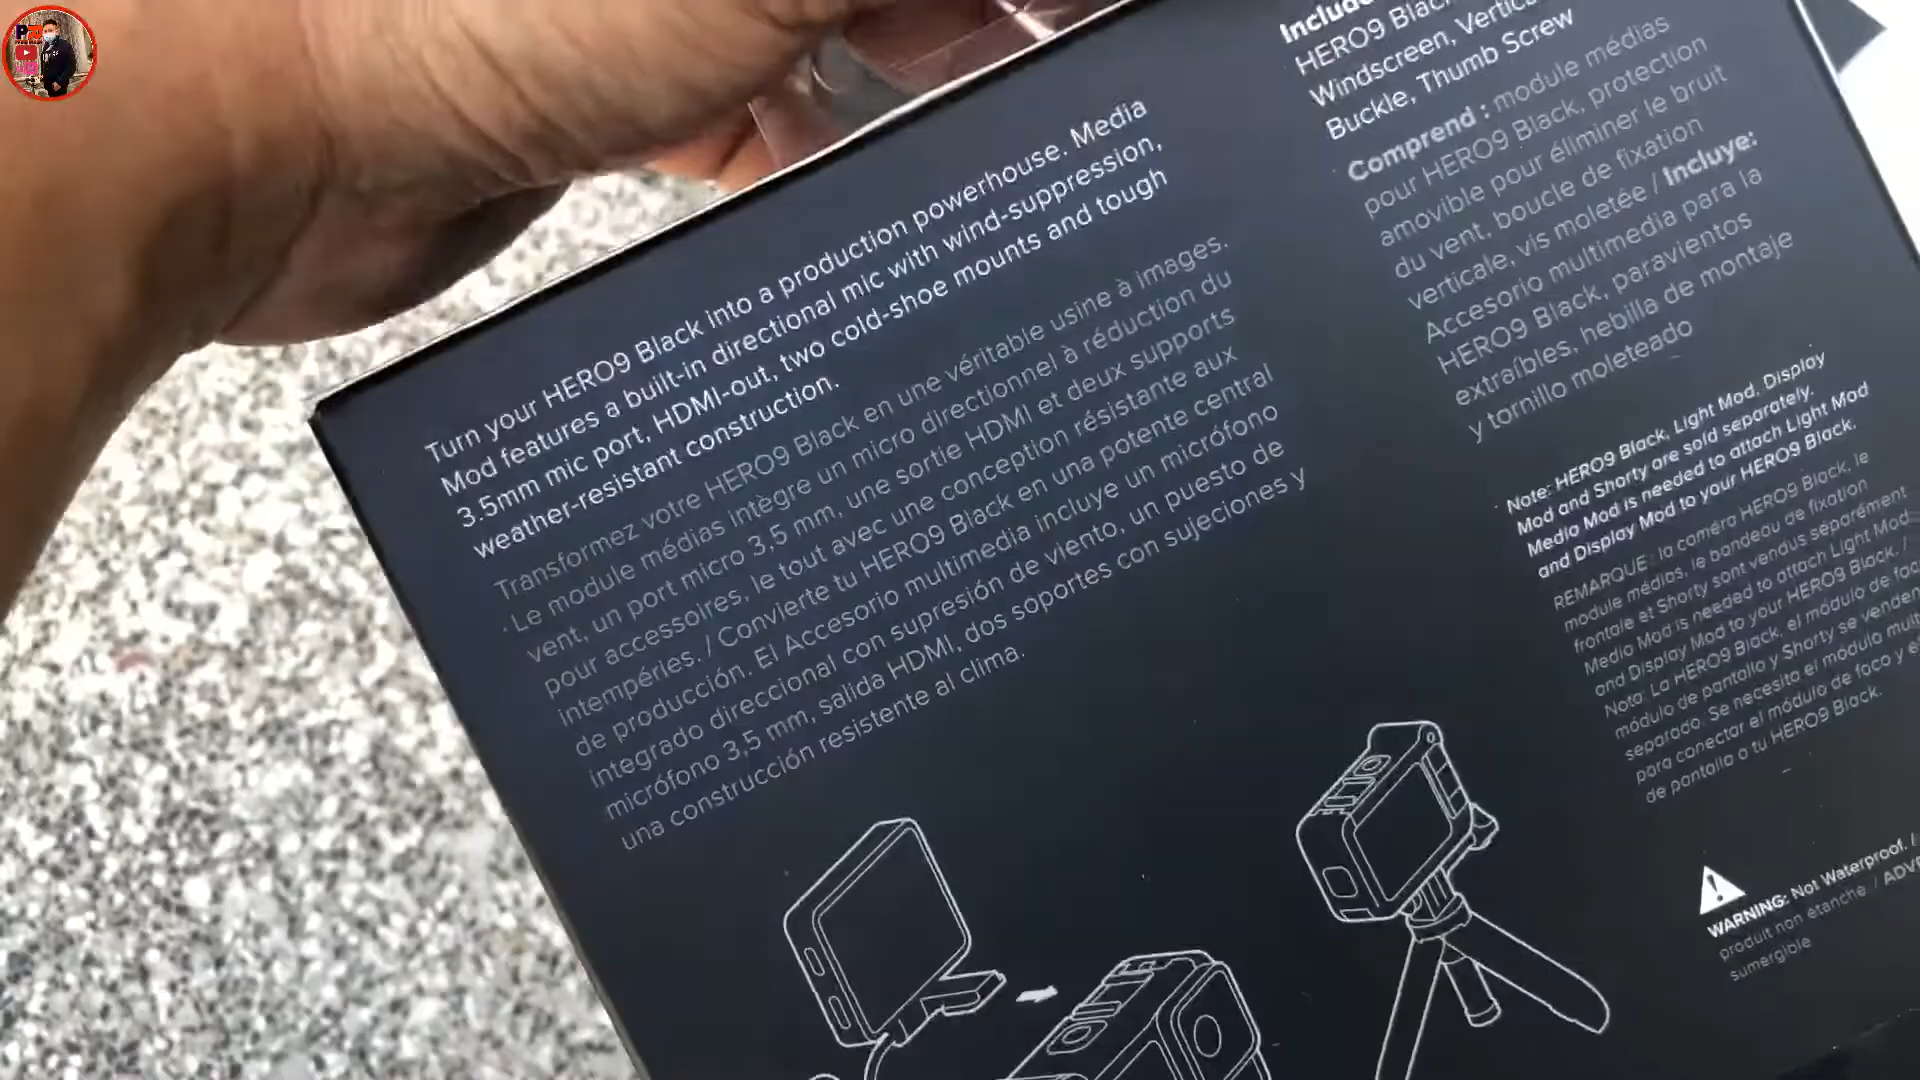 Turn your HERO9 Black into a production powerhouse. Media
Mod features a built-in directional mic with wind-suppression,
3.5mm mic port, HDMI-out, two cold-shoe mounts and tough
weather-resistant construction.
Transformez votre HERO9 Black en une véritable usine à images.
Le module médias intègre un micro directionnel à réduction du
vent, un port micro 3,5 mm, une sortie HDMI et deux supports
pour accessoires, le tout avec une conception résistante aux
intempéries. / Convierte tu HERO9 Black en una potente central
de producción. El Accesorio multimedia incluye un micrófono
integrado direccional con supresión de viento, un puesto de
micrófono 3,5 mm, salida HDMI, dos soportes con sujeciones y
una construcción resistente al clima.
HERO9
Windscreen,
Buckle, Thumb Screw
Comprend : module médias
pour HERO9 Black, protection
amovible pour éliminer le bruit
du vent, boucle de fixation
verticale, vis moletée / Incluye:
Accesorio multimedia para la
HERO9 Black, paravientos
extraíbles, hebilla de montaje
y tornillo moleteado
Note: HERO9 Black, Light Mod, Display
Mod and Shorty are sold separately.
Media Mod is needed to attach Light Mod
and Display Mod to your HERO9 Black.
REMARQUE : la caméra HERO9 Black, le
module médias, le bandeau de fixation
frontale et Shorty sont vendus séparément
Media Mod is needed to attach Light Mod
and Display Mod to your HERO9 Black. /
Nota: La HERO9 Black, el módulo de
módulo de pantalla y Shorty se venden
separado. Se necesita el módulo
para conectar el módulo de foco y
de pantalla a tu HERO9 Black.
WARNING: Not Waterproof. /
produit non étanche /
sumergible